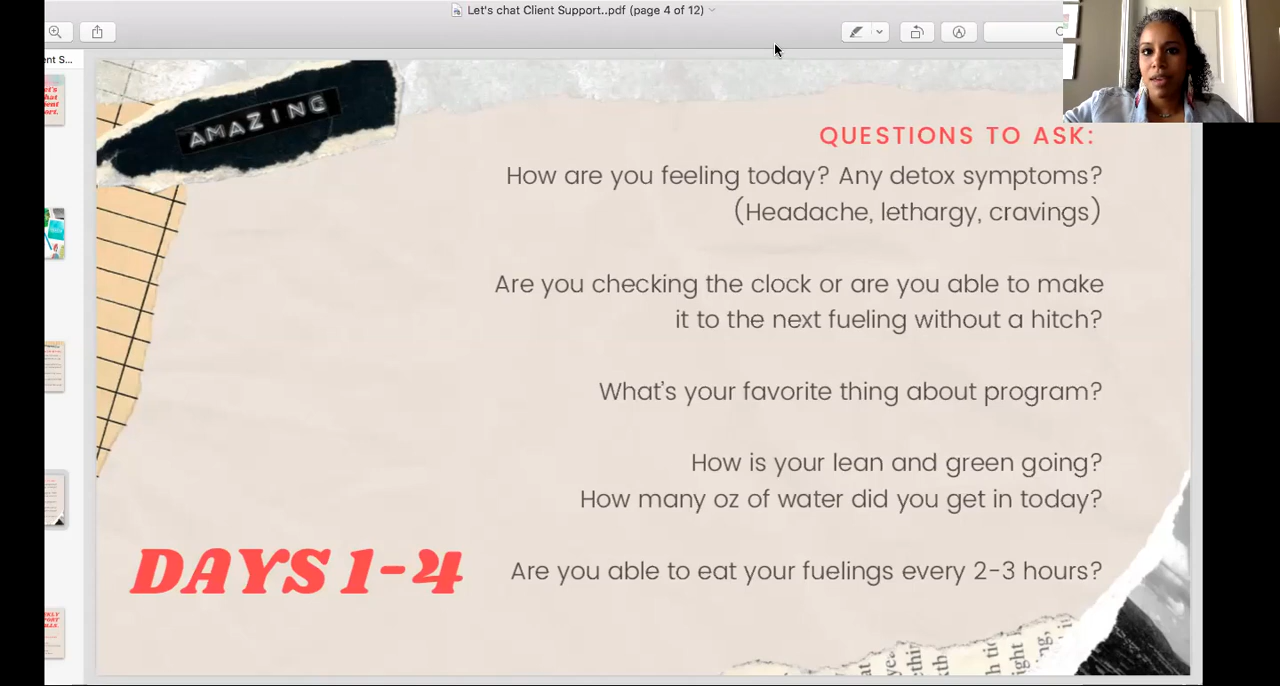 Let's chat Client Support..pdf (page 4 of 12)
ent S...
AMAZING
QUESTIONS TO ASK:
How are you feeling today? Any detox symptoms?
(Headache, lethargy, cravings)
Are you checking the clock or are you able to make
it to the next fueling without a hitch?
What's your favorite thing about program?
How is your lean and green going?
How many oz of water did you get in today?
DAYS 1-4
Are you able to eat your fuelings every 2-3 hours?